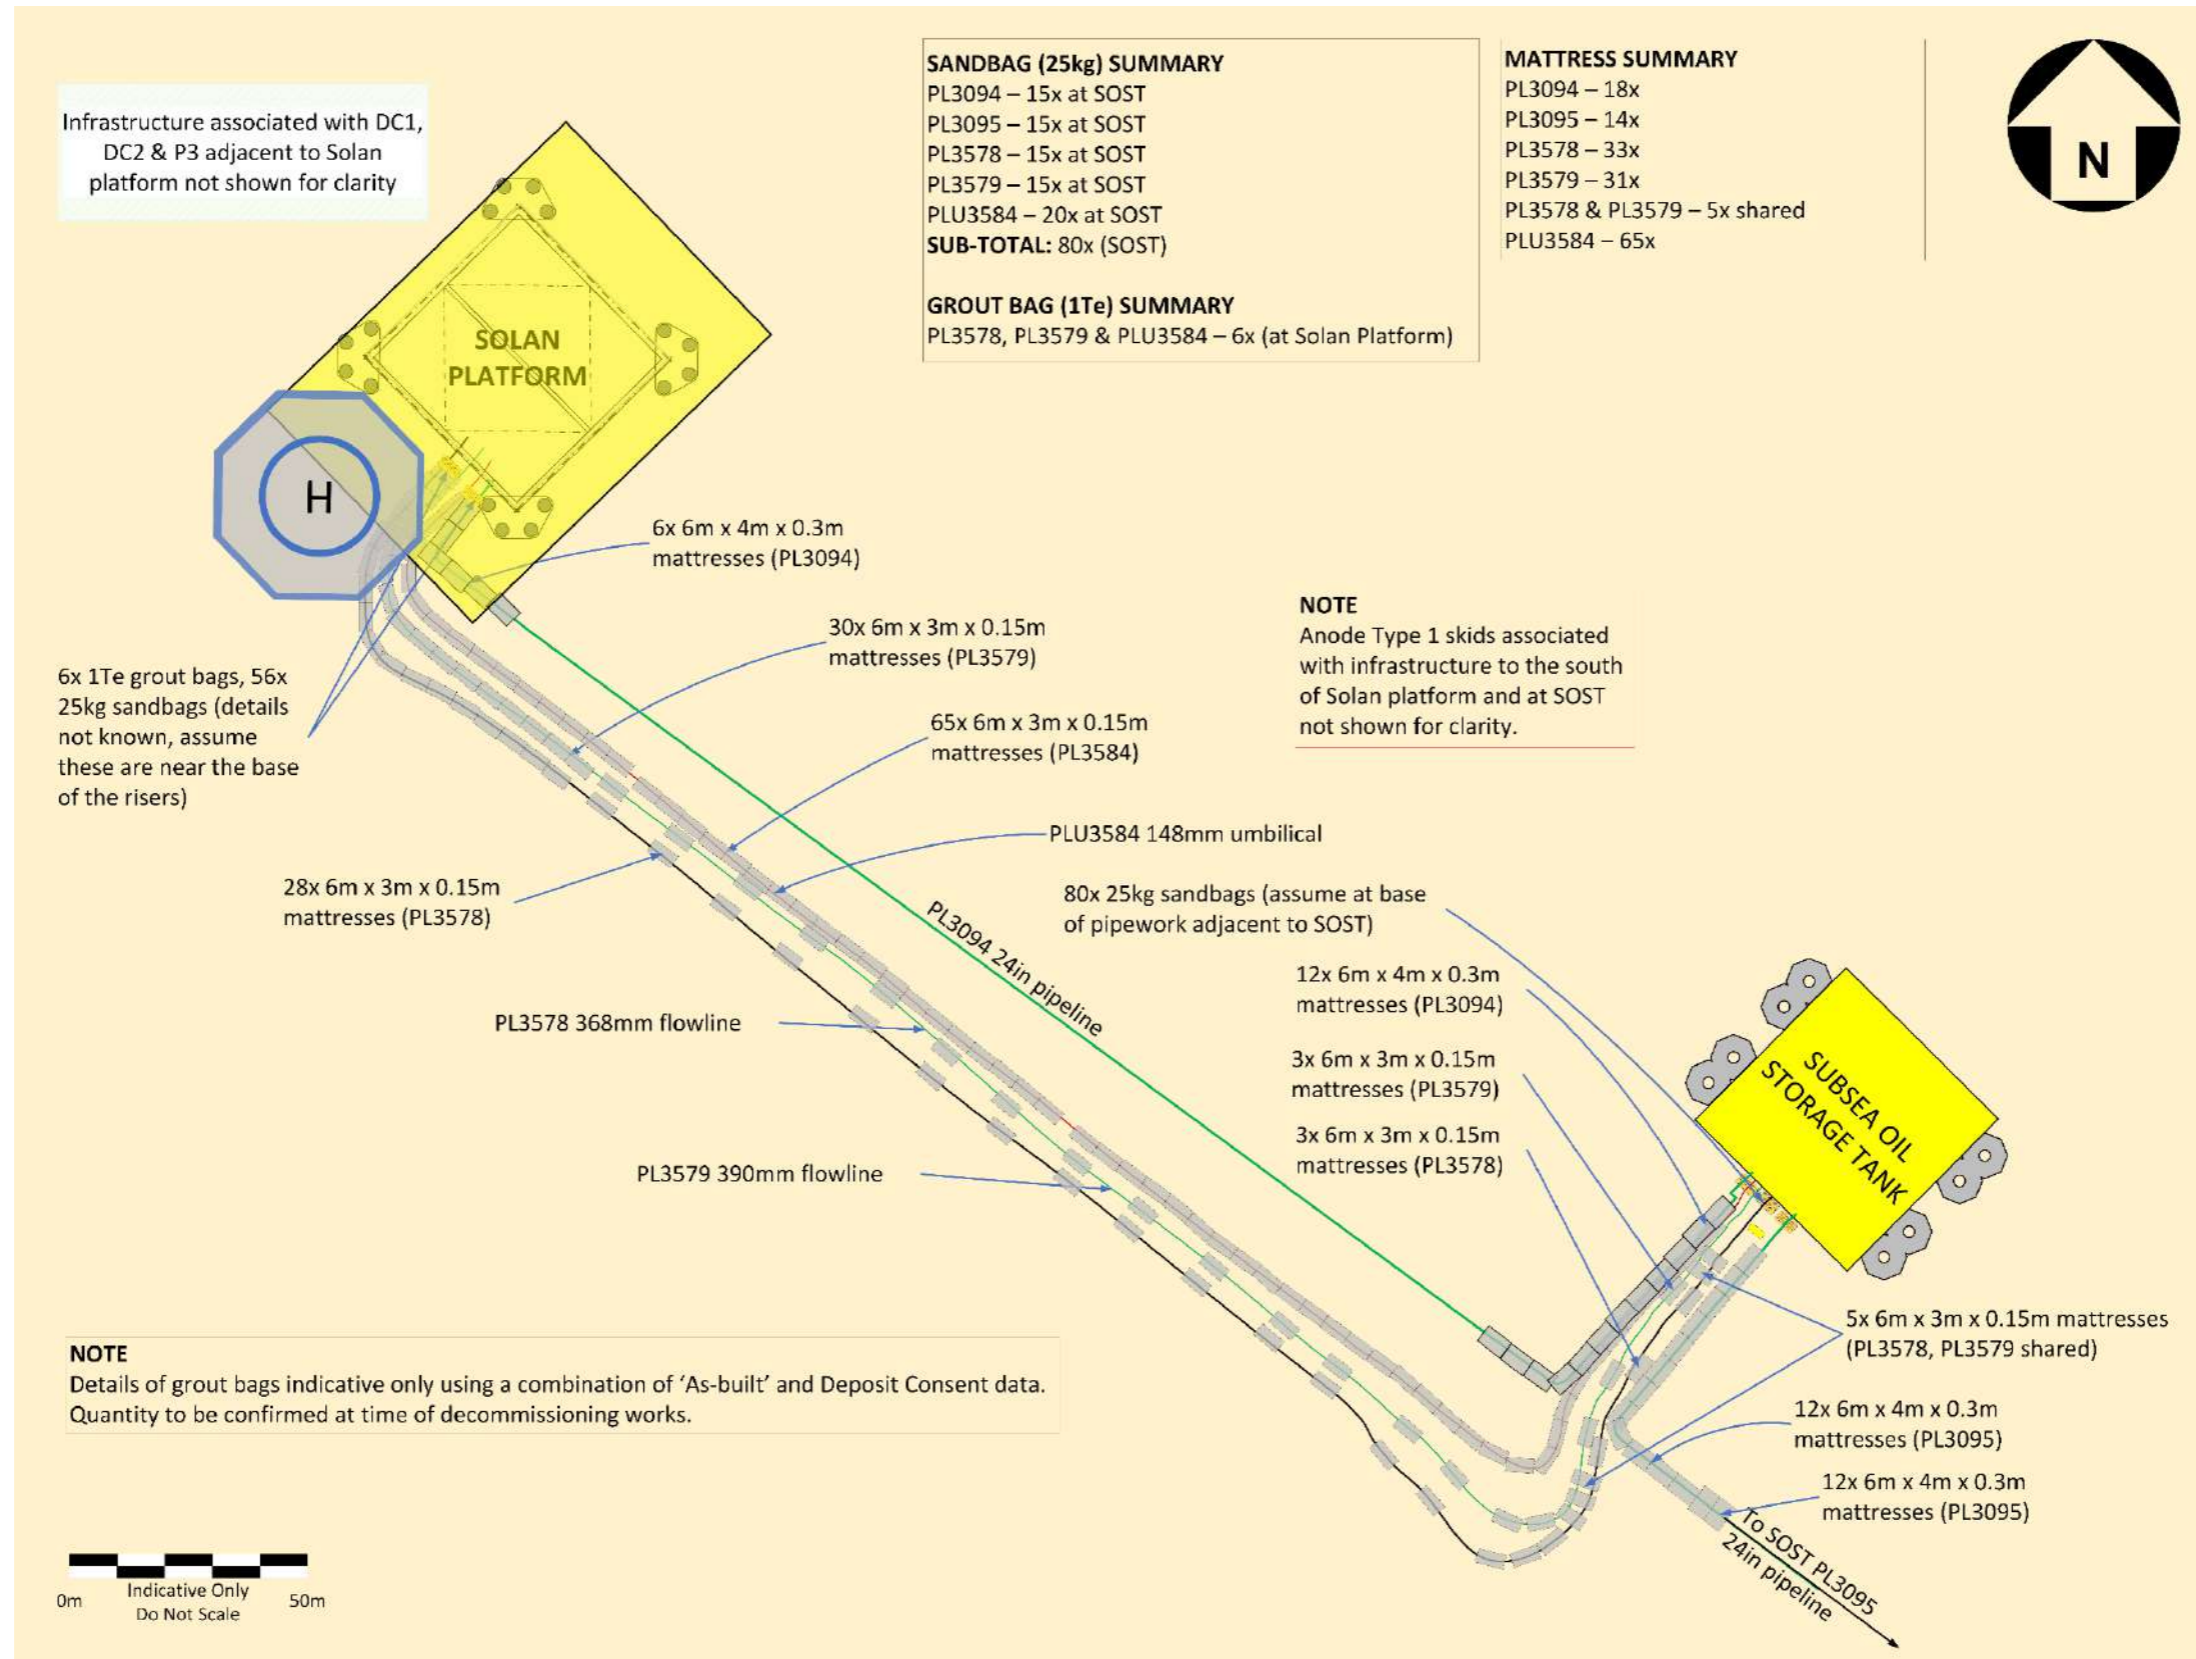 Infrastructure associated with DC1,
DC2 & P3 adjacent to Solan
platform not shown for clarity
SANDBAG (25kg) SUMMARY
PL3094 – 15x at SOST
PL3095 – 15x at SOST
PL3578 – 15x at SOST
PL3579 – 15x at SOST
PLU3584 – 20x at SOST
SUB-TOTAL: 80x (SOST)
GROUT BAG (1Te) SUMMARY
PL3578, PL3579 & PLU3584 – 6x (at Solan Platform)
MATTRESS SUMMARY
PL3094 – 18x
PL3095 – 14x
PL3578 – 33x
PL3579 – 31x
PL3578 & PL3579 – 5x shared
PLU3584 – 65x
N
SOLAN
PLATFORM
H
6x 6m x 4m x 0.3m
mattresses (PL3094)
30x 6m x 3m x 0.15m
mattresses (PL3579)
65x 6m x 3m x 0.15m
mattresses (PL3584)
NOTE
Anode Type 1 skids associated
with infrastructure to the south
of Solan platform and at SOST
not shown for clarity.
6x 1Te grout bags, 56x
25kg sandbags (details
not known, assume
these are near the base
of the risers)
PLU3584 148mm umbilical
28x 6m x 3m x 0.15m
mattresses (PL3578)
80x 25kg sandbags (assume at base
of pipework adjacent to SOST)
PL3094 24in pipeline
12x 6m x 4m x 0.3m
mattresses (PL3094)
PL3578 368mm flowline
3x 6m x 3m x 0.15m
mattresses (PL3579)
3x 6m x 3m x 0.15m
mattresses (PL3578)
SUBSEA OIL
STORAGE TANK
PL3579 390mm flowline
5x 6m x 3m x 0.15m mattresses
(PL3578, PL3579 shared)
12x 6m x 4m x 0.3m
mattresses (PL3095)
12x 6m x 4m x 0.3m
mattresses (PL3095)
To SOST PL3095
24in pipeline
NOTE
Details of grout bags indicative only using a combination of ‘As-built’ and Deposit Consent data.
Quantity to be confirmed at time of decommissioning works.
0m
Indicative Only
Do Not Scale
50m